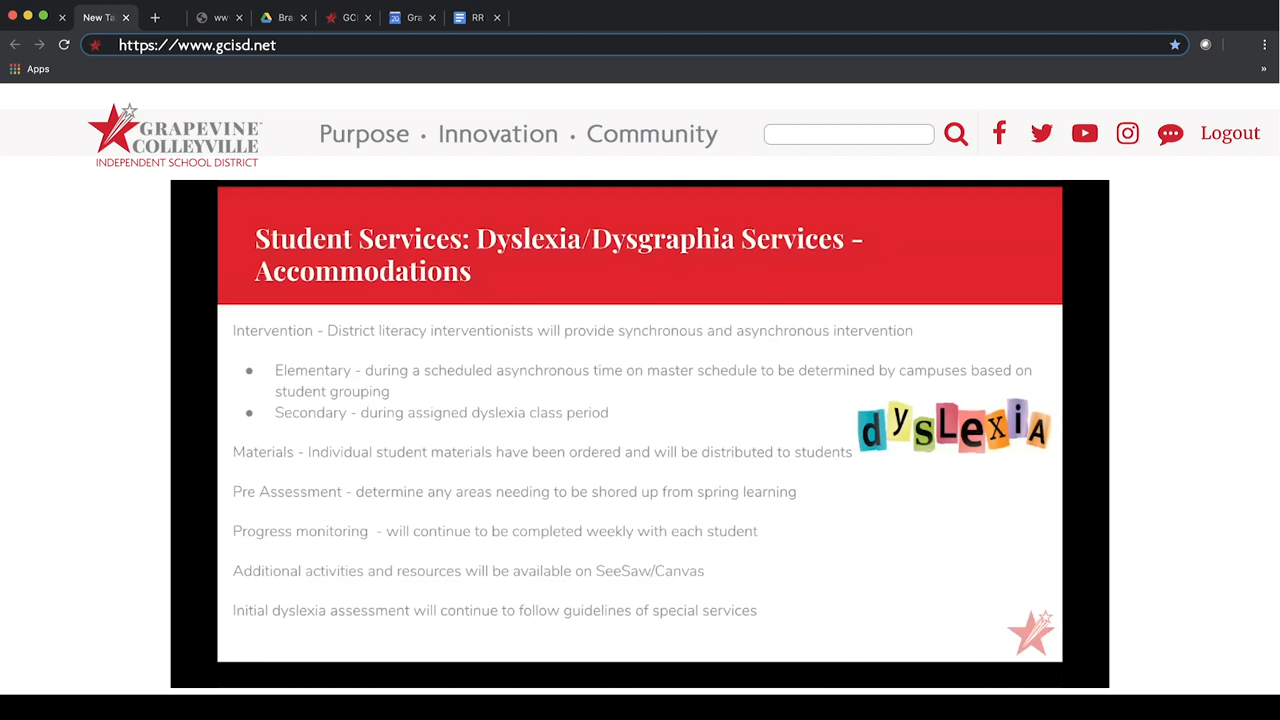 New Ta
ww
Bra
GCI
Gra
RR
https://www.gcisd.net
Apps
GRAPEVINE
COLLEYVILLE
INDEPENDENT SCHOOL DISTRICT
Purpose • Innovation • Community
Logout
Student Services: Dyslexia/Dysgraphia Services -
Accommodations
Intervention - District literacy interventionists will provide synchronous and asynchronous intervention
● Elementary - during a scheduled asynchronous time on master schedule to be determined by campuses based on
student grouping
● Secondary - during assigned dyslexia class period
dysLexiA
Materials - Individual student materials have been ordered and will be distributed to students
Pre Assessment - determine any areas needing to be shored up from spring learning
Progress monitoring - will continue to be completed weekly with each student
Additional activities and resources will be available on SeeSaw/Canvas
Initial dyslexia assessment will continue to follow guidelines of special services